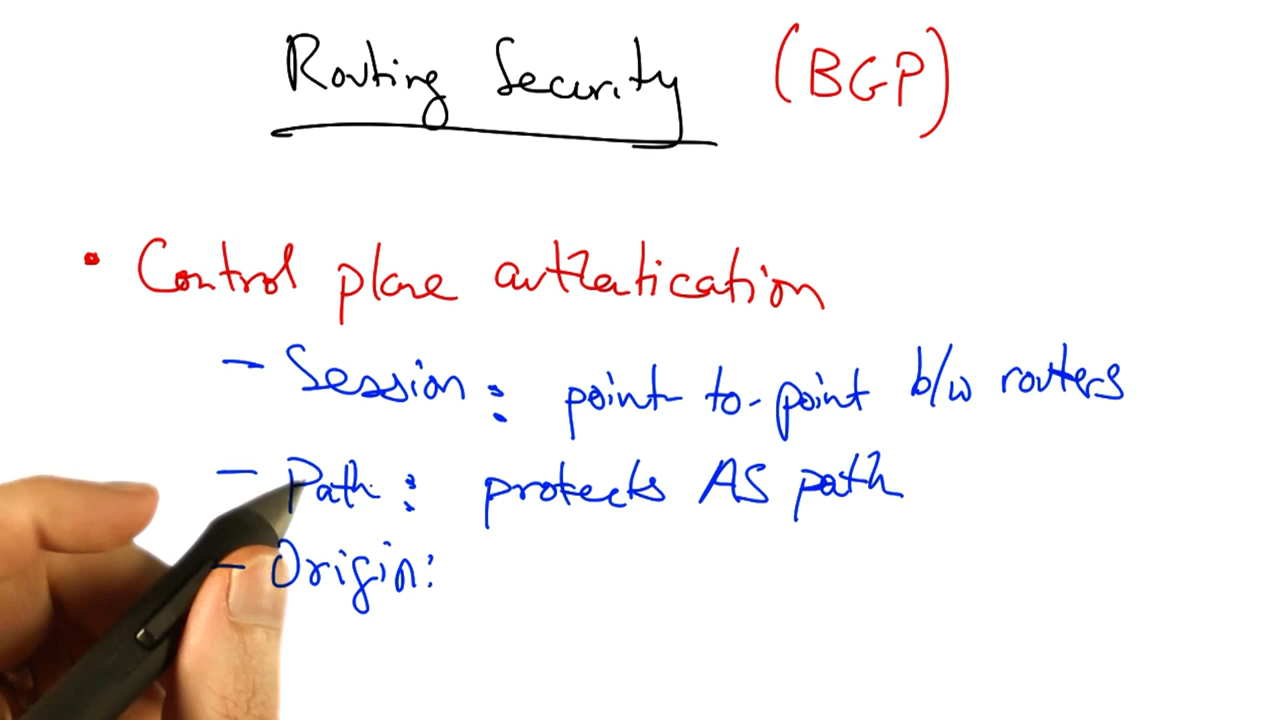 Routing Security (BGP)
• Control plane authentication
- Session: point-to-point b/w routers
- Path: protects AS path
- Origin: